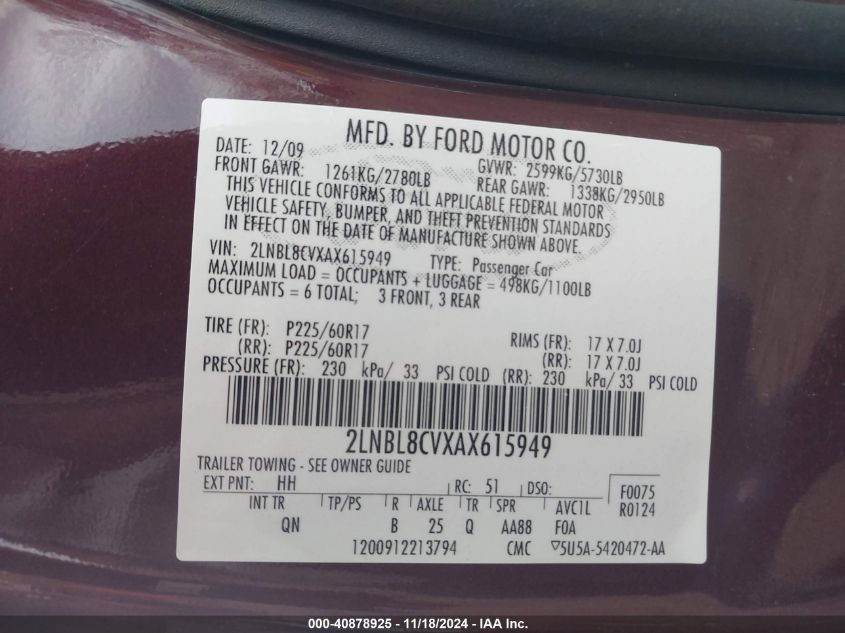 MFD. BY FORD MOTOR CO.
DATE: 12/09 GVWR: 2599KG/5730LB
FRONT GAWR: 1261KG/2780LB REAR GAWR: 1338KG/2950LB
THIS VEHICLE CONFORMS TO ALL APPLICABLE FEDERAL MOTOR
VEHICLE SAFETY, BUMPER, AND THEFT PREVENTION STANDARDS
IN EFFECT ON THE DATE OF MANUFACTURE SHOWN ABOVE.
VIN: 2LNBL8CVXAX615949 TYPE: Passenger Car
MAXIMUM LOAD = OCCUPANTS + LUGGAGE = 498KG/1100LB
OCCUPANTS = 6 TOTAL; 3 FRONT, 3 REAR
TIRE (FR): P225/60R17 RIMS (FR): 17 X 7.0J
(RR): P225/60R17 (RR): 17 X 7.0J
PRESSURE (FR): 230 kPa/ 33 PSI COLD (RR): 230 kPa/ 33 PSI COLD
2LNBL8CVXAX615949
TRAILER TOWING - SEE OWNER GUIDE
EXT PNT: HH RC: 51 DSO: F0075
R0124
INT TR TP/PS R AXLE TR SPR AVC1L
QN B 25 Q AA88 FOA
1200912213794 CMC ▽5U5A-5420472-AA
000-40878925 - 11/18/2024 - IAA Inc.